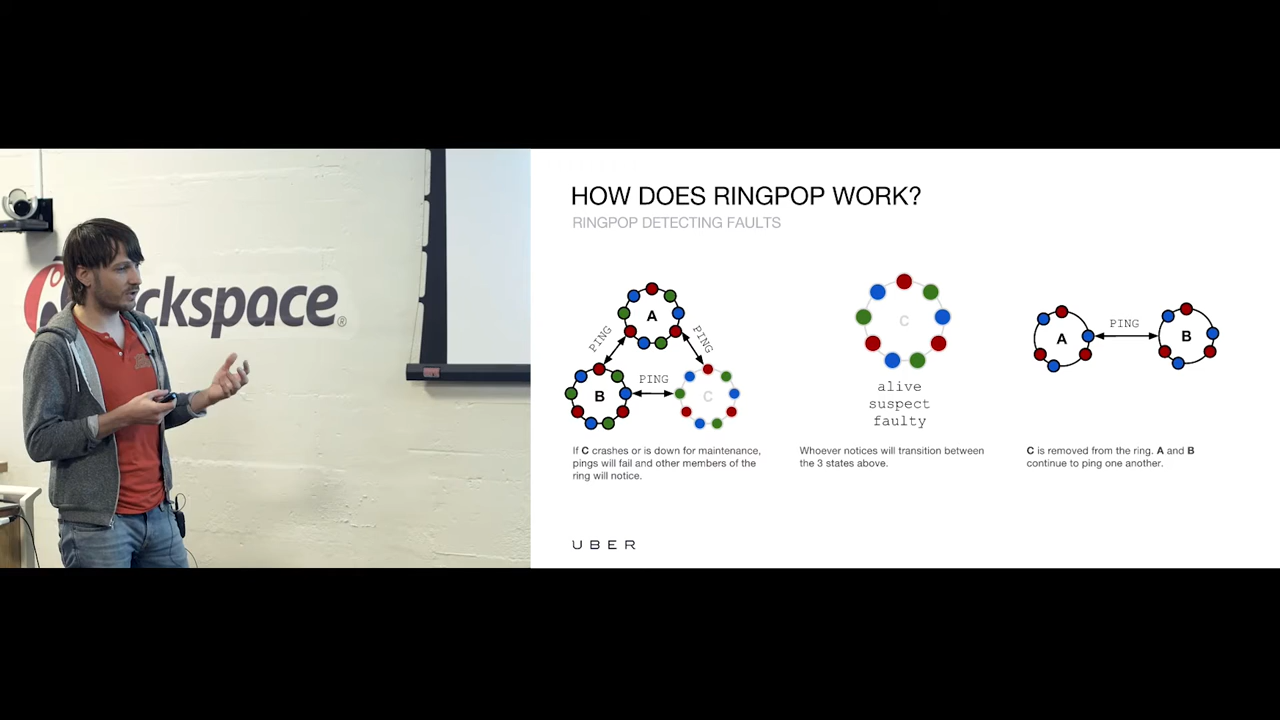 ckspace®
HOW DOES RINGPOP WORK?
RINGPOP DETECTING FAULTS
A
PING
PING
B
PING
C
If C crashes or is down for maintenance,
pings will fail and other members of the
ring will notice.
C
alive
suspect
faulty
Whoever notices will transition between
the 3 states above.
A
PING
B
C is removed from the ring. A and B
continue to ping one another.
UBER